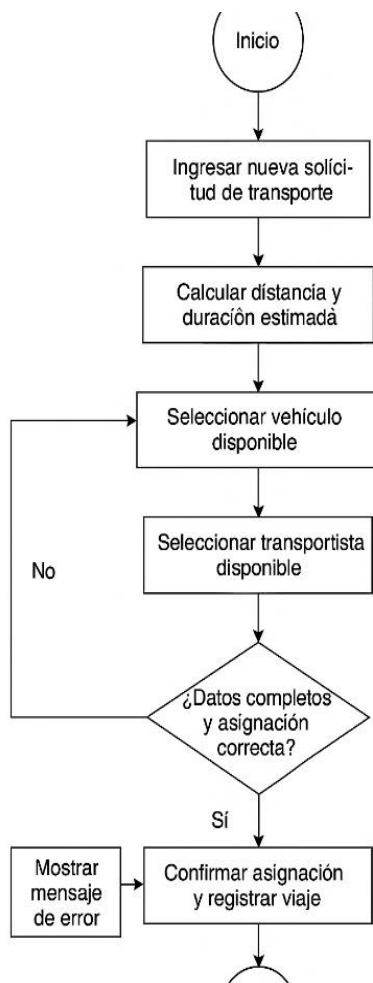 Inicio
Ingresar nueva solíci-
tud de transporte
Calcular dístancia y
duracíôn estimadà
Seleccionar vehículo
disponible
Seleccionar transportista
disponible
No
¿Datos completos
y asignación
correcta?
Sí
Mostrar
mensaje
de error
Confirmar asignación
y registrar viaje